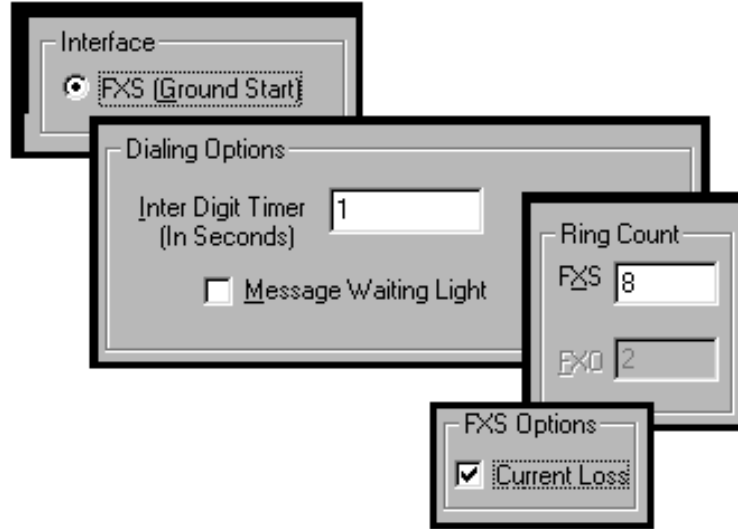 Interface
FXS (Ground Start)
Dialing Options
Inter Digit Timer
(In Seconds)
1
Message Waiting Light
Ring Count
FXS 8
FXO 2
FXS Options
Current Loss